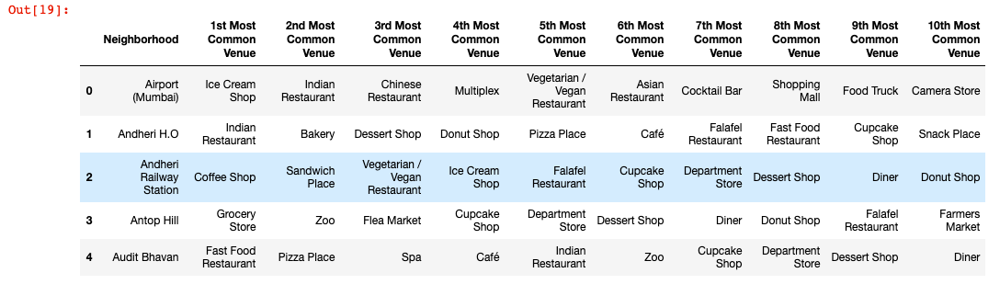 Out[19]:
Neighborhood 1st Most Common Venue 2nd Most Common Venue 3rd Most Common Venue 4th Most Common Venue 5th Most Common Venue 6th Most Common Venue 7th Most Common Venue 8th Most Common Venue 9th Most Common Venue 10th Most Common Venue
0 Airport (Mumbai) Ice Cream Shop Indian Restaurant Chinese Restaurant Multiplex Vegetarian / Vegan Restaurant Asian Restaurant Cocktail Bar Shopping Mall Food Truck Camera Store
1 Andheri H.O Indian Restaurant Bakery Dessert Shop Donut Shop Pizza Place Café Falafel Restaurant Fast Food Restaurant Cupcake Shop Snack Place
2 Andheri Railway Station Coffee Shop Sandwich Place Vegetarian / Vegan Restaurant Ice Cream Shop Falafel Restaurant Cupcake Shop Department Store Dessert Shop Diner Donut Shop
3 Antop Hill Grocery Store Zoo Flea Market Cupcake Shop Department Store Dessert Shop Diner Donut Shop Falafel Restaurant Farmers Market
4 Audit Bhavan Fast Food Restaurant Pizza Place Spa Café Indian Restaurant Zoo Cupcake Shop Department Store Dessert Shop Diner